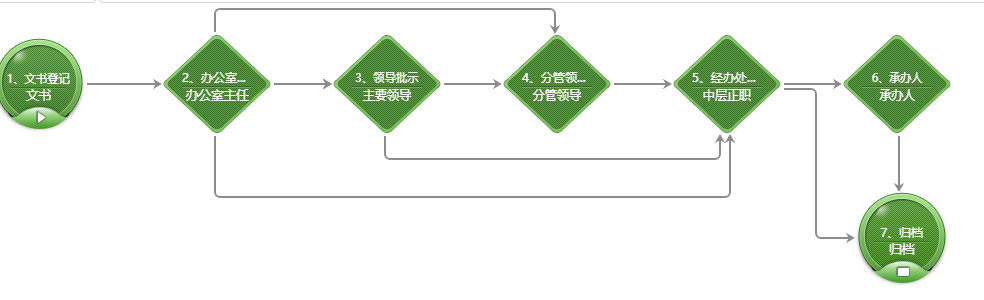 1、文书登记
文书
2、办公室...
办公室主任
3、领导批示
主要领导
4、分管领...
分管领导
5、经办处...
中层正职
6、承办人
承办人
7、归档
归档